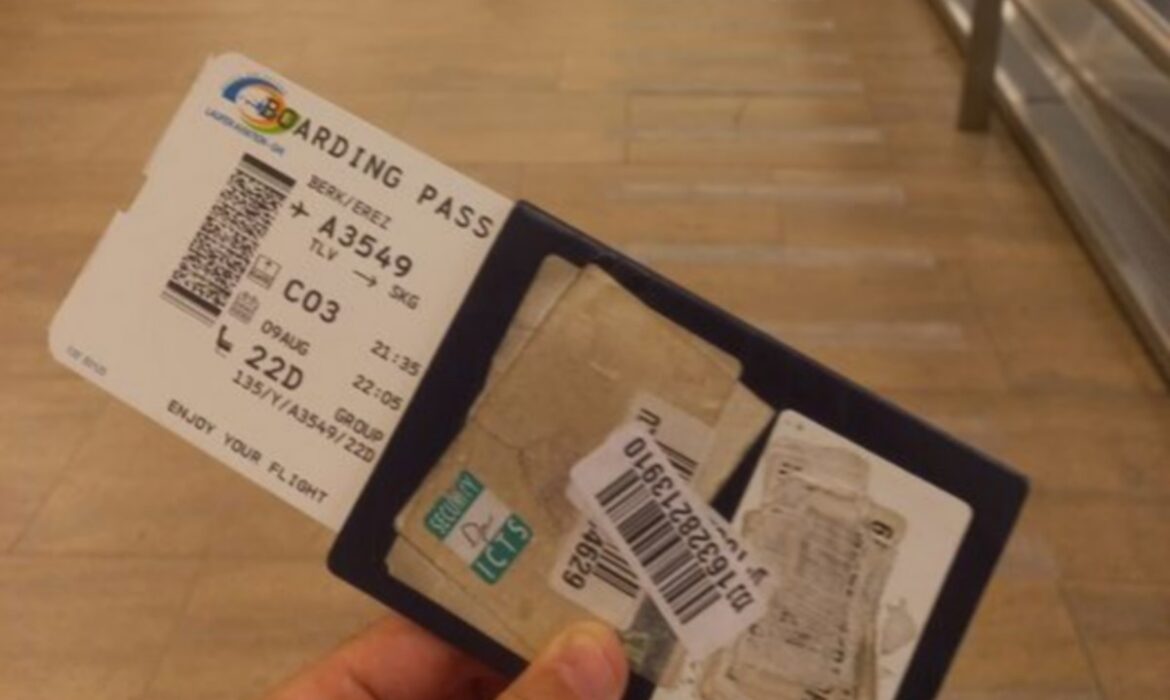 BOARDING PASS
BERK/EREZ
A3549
TLV → SKG
C03
09AUG 21:35
22D 22:05
GROUP
135/Y/A3549/22D
ENJOY YOUR FLIGHT
SECURITY
ICTS
4629